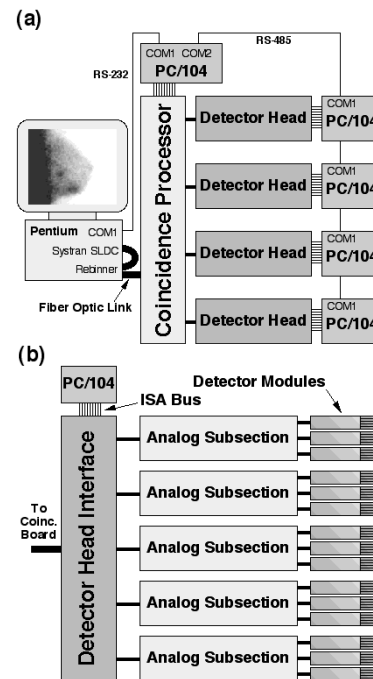 (a)
COM1 COM2
PC/104
RS-232
RS-485
Coincidence Processor
Detector Head
COM1
PC/104
Detector Head
COM1
PC/104
Detector Head
COM1
PC/104
Detector Head
COM1
PC/104
Pentium COM1
Systran SLDC
Rebinner
Fiber Optic Link
(b)
PC/104
ISA Bus
Detector Modules
Detector Head Interface
To
Coinc.
Board
Analog Subsection
Analog Subsection
Analog Subsection
Analog Subsection
Analog Subsection